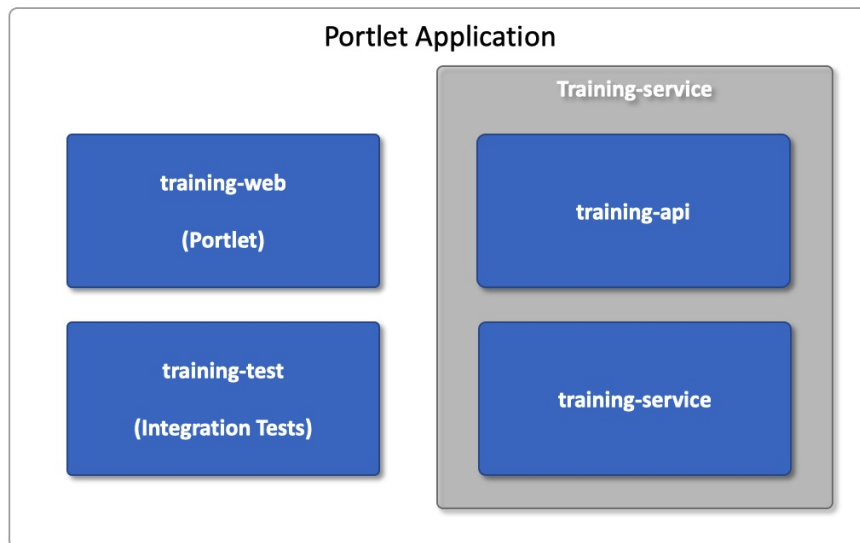 Portlet Application
Training-service
training-web
(Portlet)
training-api
training-test
(Integration Tests)
training-service